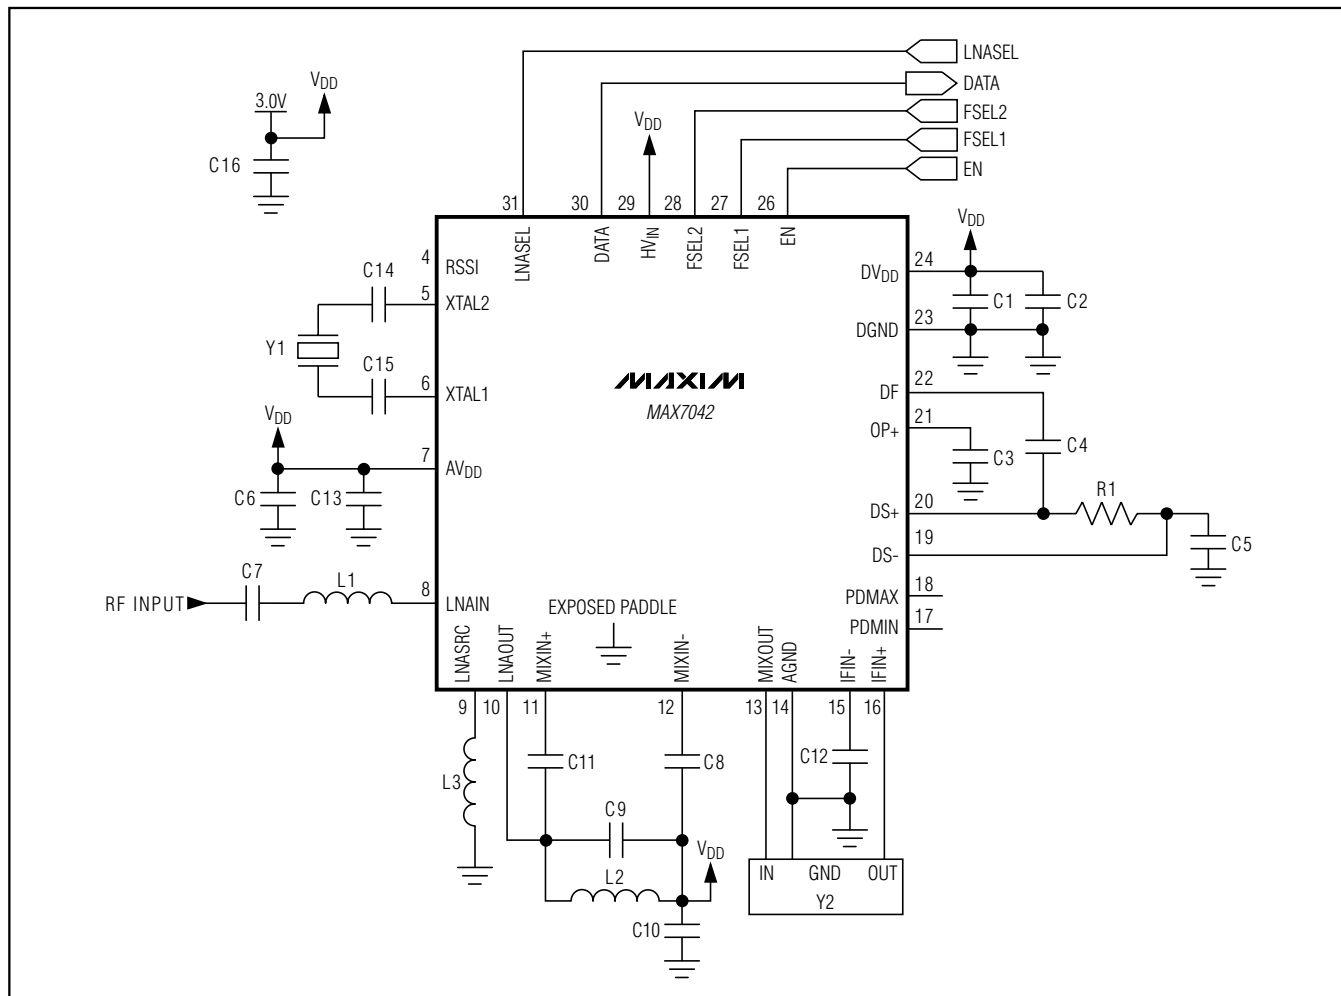 LNASEL
DATA
FSEL2
FSEL1
EN
3.0V
VDD
C16
VDD
31
30
29
28
27
26
LNASEL
DATA
HVIN
FSEL2
FSEL1
EN
4
RSSI
5
XTAL2
C14
Y1
C15
6
XTAL1
VDD
7
AVDD
C6
C13
C7
L1
RF INPUT
8
LNAIN
MAXIM
MAX7042
EXPOSED PADDLE
VDD
24
DVDD
C1
C2
23
DGND
22
DF
21
OP+
C3
C4
R1
20
DS+
19
DS-
C5
18
PDMAX
17
PDMIN
LNASRC
LNAOUT
MIXIN+
MIXIN-
MIXOUT
AGND
IFIN-
IFIN+
9
10
11
12
13
14
15
16
L3
C11
C8
C9
L2
VDD
C10
C12
IN
GND
OUT
Y2